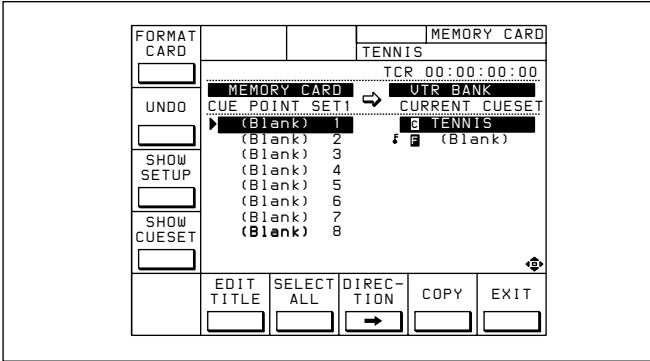 MEMORY CARD
TENNIS
TCR 00:00:00:00
FORMAT
CARD
UNDO
SHOW
SETUP
SHOW
CUESET
MEMORY CARD
VTR BANK
CUE POINT SET1
CURRENT CUESET
(Blank) 1
C TENNIS
(Blank) 2
F (Blank)
(Blank) 3
(Blank) 4
(Blank) 5
(Blank) 6
(Blank) 7
(Blank) 8
EDIT
TITLE
SELECT
ALL
DIREC-
TION
COPY
EXIT